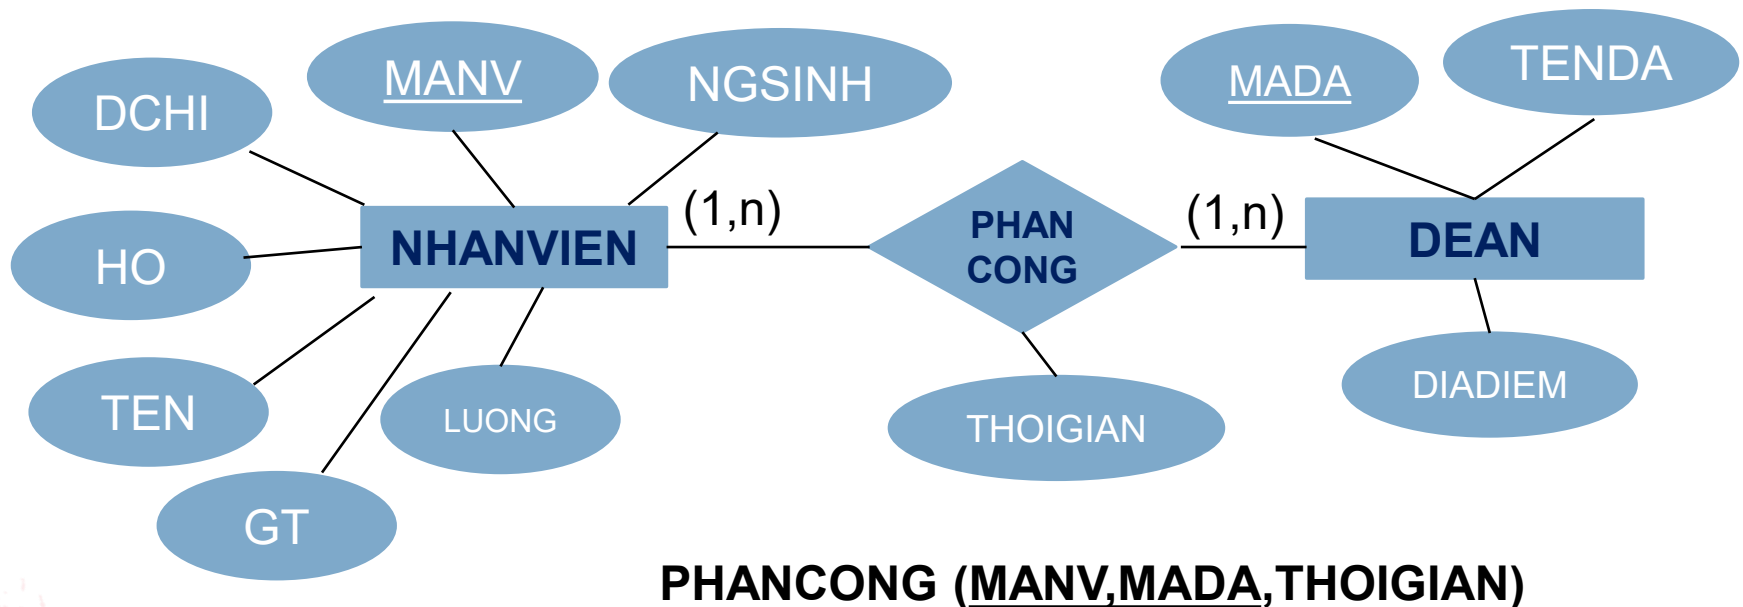 MANV
NGSINH
MADA
TENDA
DCHI
(1,n)
(1,n)
NHANVIEN
PHAN
CONG
DEAN
HO
TEN
LUONG
THOIGIAN
DIADIEM
GT
PHANCONG (MANV,MADA,THOIGIAN)